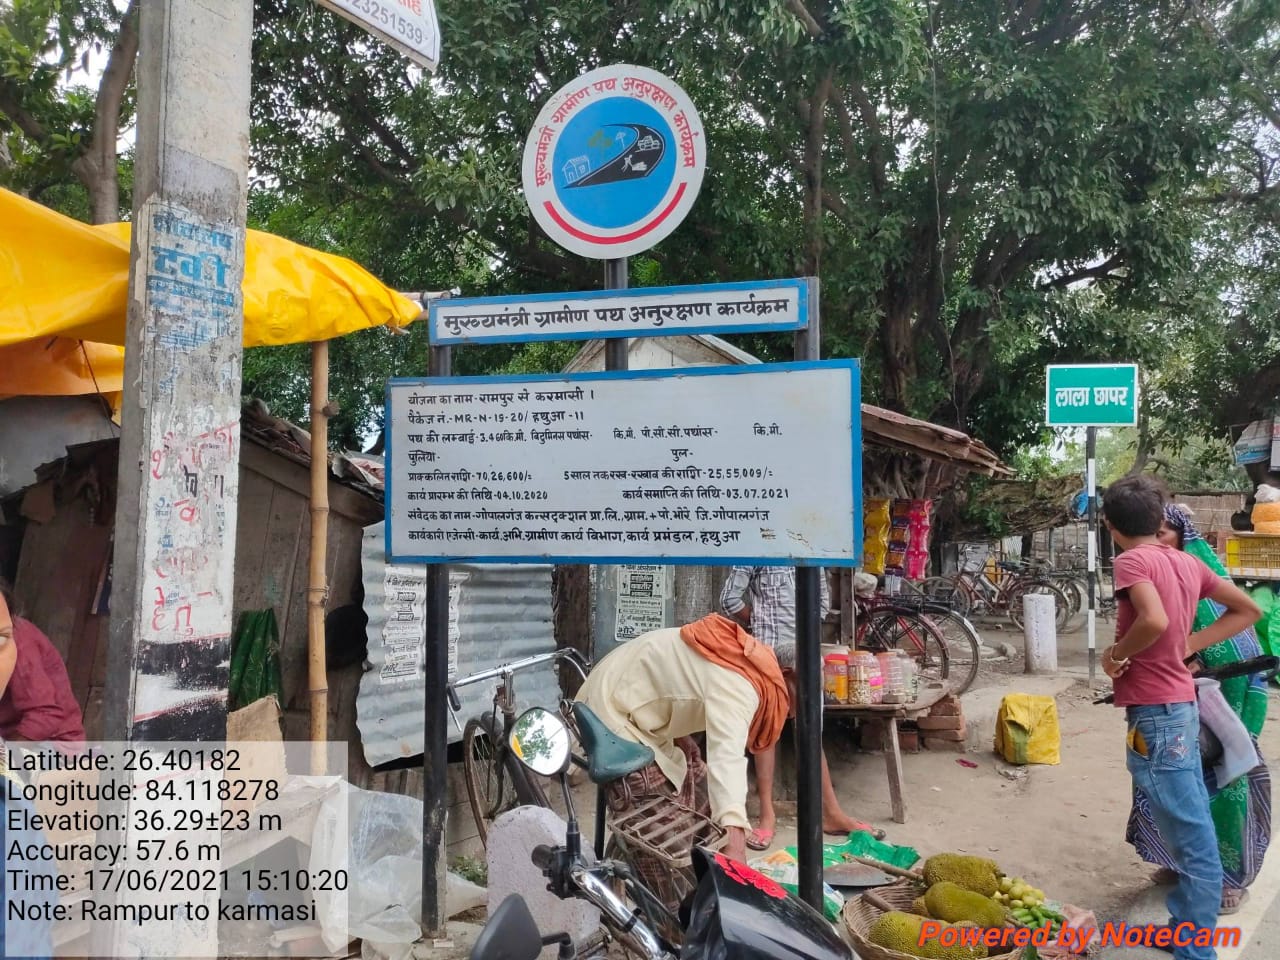 23251539
मुख्यमंत्री ग्रामीण पथ अनुरक्षण कार्यक्रम
मुख्यमंत्री ग्रामीण पथ अनुरक्षण कार्यक्रम
योजना का नाम-रामपुर से करमासी।
पैकेज नं.-MR-N-19-20/ हथुआ -11
पथ की लम्बाई-3.460कि.मी. बिटुमिनस पथांस- कि.मी. पी.सी.सी.पथांस- कि.मी.
पुलिया- पुल-
प्राक्कलित राशि-70,26,600/= 5 साल तक रख-रखाव की राशि-25,55,009/=
कार्य प्रारम्भ की तिथि-04.10.2020 कार्य समाप्ति की तिथि-03.07.2021
संवेदक का नाम-गोपालगंज कन्सट्रक्शन प्रा.लि.,ग्राम.+पो.भोरे जि.गोपालगंज
कार्यकारी एजेन्सी-कार्य.अभि.ग्रामीण कार्य विभाग,कार्य प्रमंडल,हथुआ
लाला छापर
टंकी
हेतु
Latitude: 26.40182
Longitude: 84.118278
Elevation: 36.29±23 m
Accuracy: 57.6 m
Time: 17/06/2021 15:10:20
Note: Rampur to karmasi
Powered by NoteCam